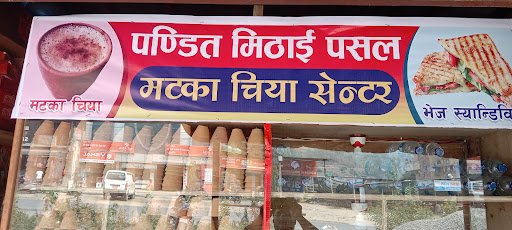 पण्डित मिठाई पसल
मटका चिया सेन्टर
मटका चिया
भेज स्यान्डवि